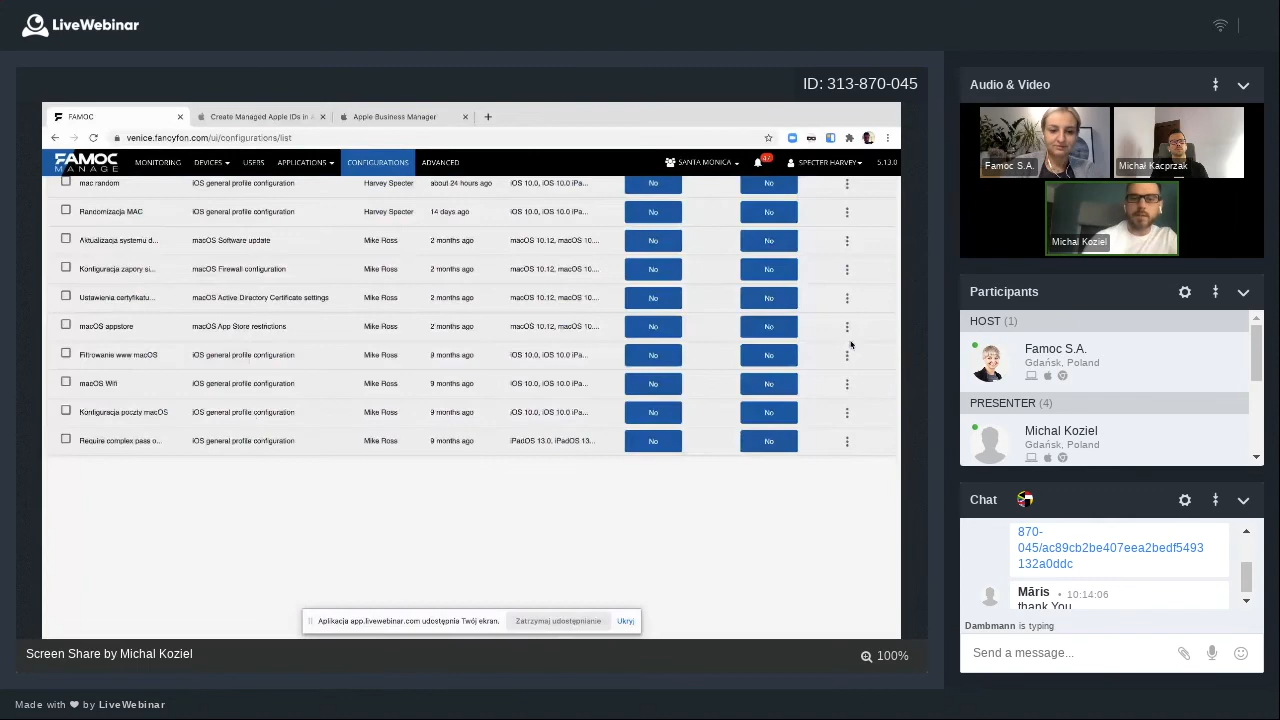 LiveWebinar
ID: 313-870-045
FAMOC
Create Managed Apple IDs in A
Apple Business Manager
venice.fancyfon.com/ui/configurations/list
FAMOC MANAGE
MONITORING DEVICES USERS APPLICATIONS CONFIGURATIONS ADVANCED SANTA MONICA 47 SPECTER HARVEY 5.13.0
mac random iOS general profile configuration Harvey Specter about 24 hours ago iOS 10.0, iOS 10.0 iPa... No No
Randomizacja MAC iOS general profile configuration Harvey Specter 14 days ago iOS 10.0, iOS 10.0 iPa... No No
Aktualizacja systemu d... macOS Software update Mike Ross 2 months ago macOS 10.12, macOS 10.... No No
Konfiguracja zapory si... macOS Firewall configuration Mike Ross 2 months ago macOS 10.12, macOS 10.... No No
Ustawienia certyfikatu... macOS Active Directory Certificate settings Mike Ross 2 months ago macOS 10.12, macOS 10.... No No
macOS appstore macOS App Store restrictions Mike Ross 2 months ago macOS 10.12, macOS 10.... No No
Filtrowanie www macOS iOS general profile configuration Mike Ross 9 months ago iOS 10.0, iOS 10.0 iPa... No No
macOS Wifi iOS general profile configuration Mike Ross 9 months ago iOS 10.0, iOS 10.0 iPa... No No
Konfiguracja poczty macOS iOS general profile configuration Mike Ross 9 months ago iOS 10.0, iOS 10.0 iPa... No No
Require complex pass o... iOS general profile configuration Mike Ross 9 months ago iPadOS 13.0, iPadOS 13... No No
Aplikacja app.livewebinar.com udostępnia Twój ekran. Zatrzymaj udostępnianie Ukryj
Screen Share by Michal Koziel
100%
Audio & Video
Famoc S.A.
Michał Kacprzak
Michal Koziel
Participants
HOST (1)
Famoc S.A.
Gdańsk, Poland
PRESENTER (4)
Michal Koziel
Gdańsk, Poland
Chat
870-
045/ac89cb2be407eea2bedf5493
132a0ddc
Māris • 10:14:06
thank You
Dambmann is typing
Send a message...
Made with ❤ by LiveWebinar